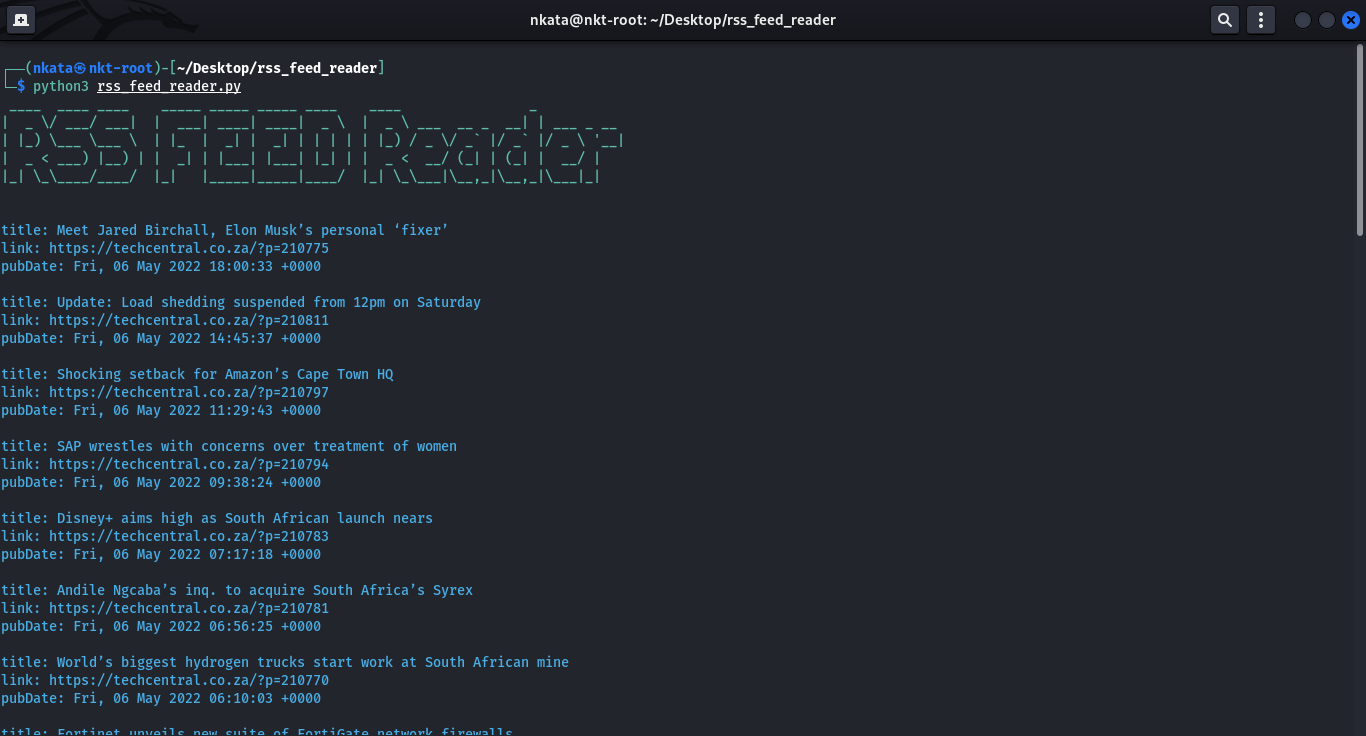 nkata@nkt-root: ~/Desktop/rss_feed_reader
┌──(nkata㉿nkt-root)-[~/Desktop/rss_feed_reader]
└─$ python3 rss_feed_reader.py
RSS FEED Reader
title: Meet Jared Birchall, Elon Musk’s personal ‘fixer’
link: https://techcentral.co.za/?p=210775
pubDate: Fri, 06 May 2022 18:00:33 +0000
title: Update: Load shedding suspended from 12pm on Saturday
link: https://techcentral.co.za/?p=210811
pubDate: Fri, 06 May 2022 14:45:37 +0000
title: Shocking setback for Amazon’s Cape Town HQ
link: https://techcentral.co.za/?p=210797
pubDate: Fri, 06 May 2022 11:29:43 +0000
title: SAP wrestles with concerns over treatment of women
link: https://techcentral.co.za/?p=210794
pubDate: Fri, 06 May 2022 09:38:24 +0000
title: Disney+ aims high as South African launch nears
link: https://techcentral.co.za/?p=210783
pubDate: Fri, 06 May 2022 07:17:18 +0000
title: Andile Ngcaba’s inq. to acquire South Africa’s Syrex
link: https://techcentral.co.za/?p=210781
pubDate: Fri, 06 May 2022 06:56:25 +0000
title: World’s biggest hydrogen trucks start work at South African mine
link: https://techcentral.co.za/?p=210770
pubDate: Fri, 06 May 2022 06:10:03 +0000
title: Fortinet unveils new suite of FortiGate network firewalls